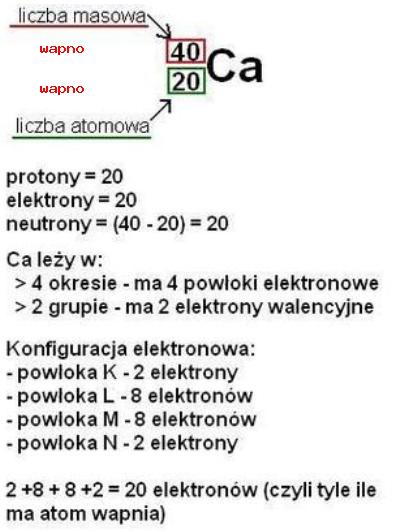 liczba masowa
wapno
40
Ca
wapno
20
liczba atomowa
protony = 20
elektrony = 20
neutrony = (40 - 20) = 20
Ca leży w:
> 4 okresie - ma 4 powloki elektronowe
> 2 grupie - ma 2 elektrony walencyjne
Konfiguracja elektronowa:
- powloka K - 2 elektrony
- powloka L - 8 elektronów
- powloka M - 8 elektronów
- powloka N - 2 elektrony
2 +8 + 8 +2 = 20 elektronów (czyli tyle ile
ma atom wapnia)